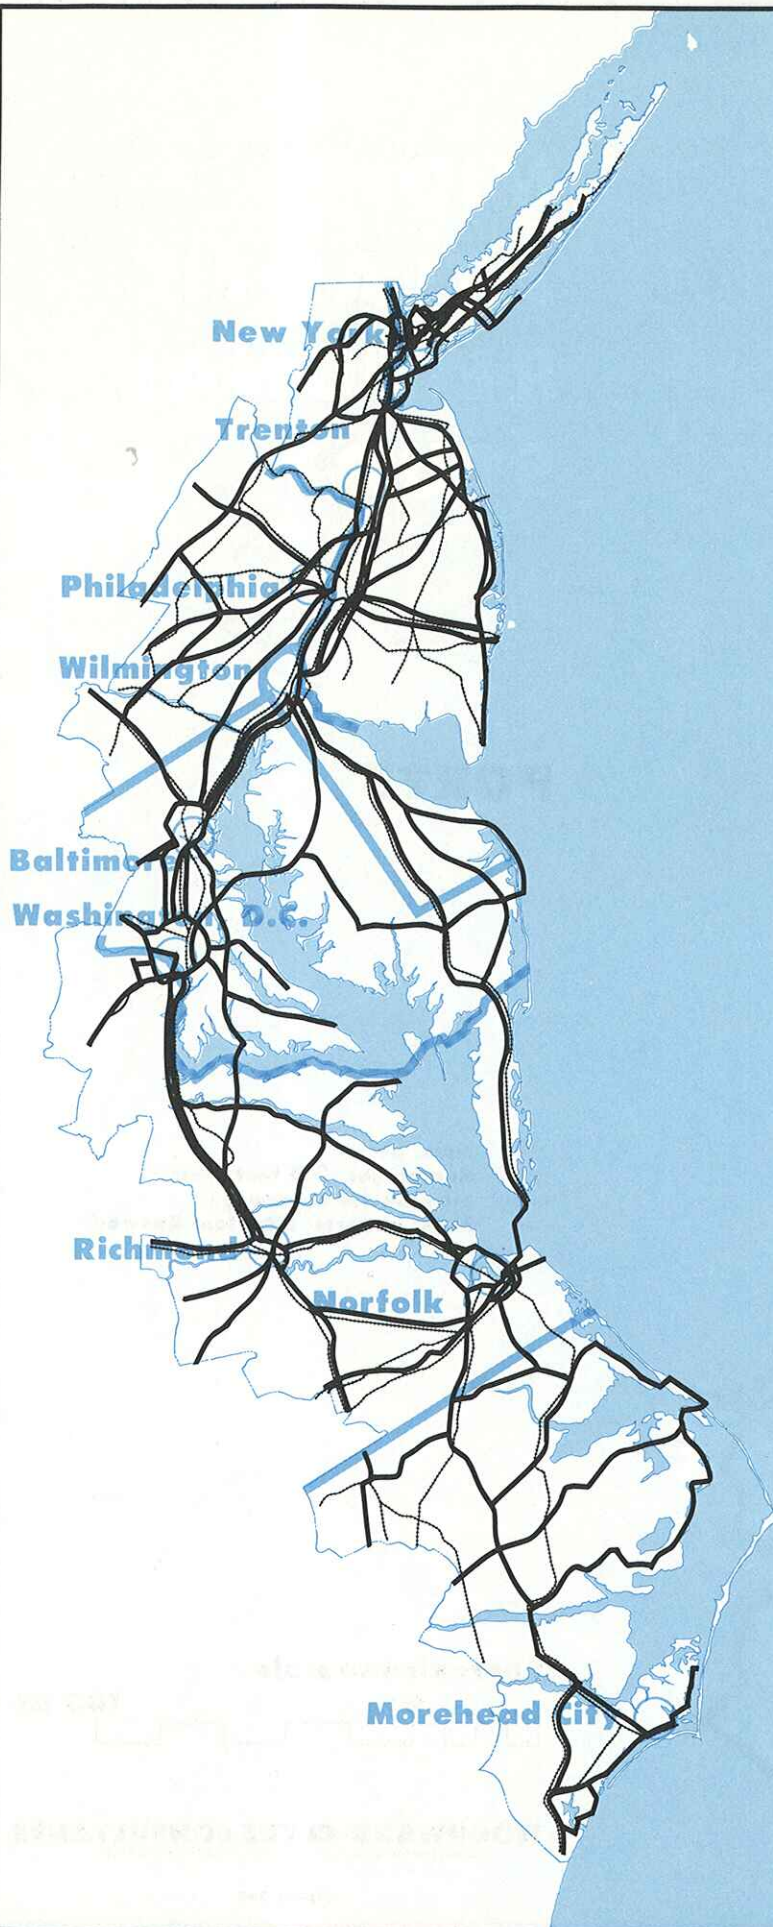 New York
Trenton
Philadelphia
Wilmington
Baltimore
Washington, D.C.
Richmond
Norfolk
Morehead City